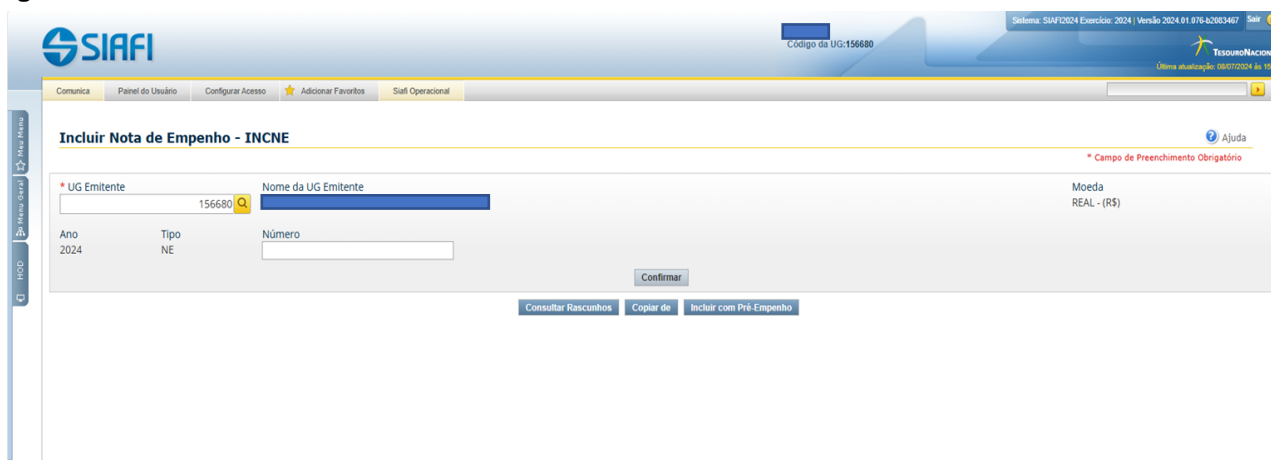 Sistema: SIAFI2024 Exercício: 2024 | Versão 2024.01.076-b2083467 Sair
SIAFI
Código da UG:156680
TESOURONACION
Última atualização: 08/07/2024 às 15
Comunica Painel do Usuário Configurar Acesso Adicionar Favoritos Siafi Operacional
Meu Menu
Menu Geral
HOD
Incluir Nota de Empenho - INCNE
Ajuda
* Campo de Preenchimento Obrigatório
* UG Emitente Nome da UG Emitente Moeda
156680 REAL - (R$)
Ano Tipo Número
2024 NE
Confirmar
Consultar Rascunhos Copiar de Incluir com Pré-Empenho